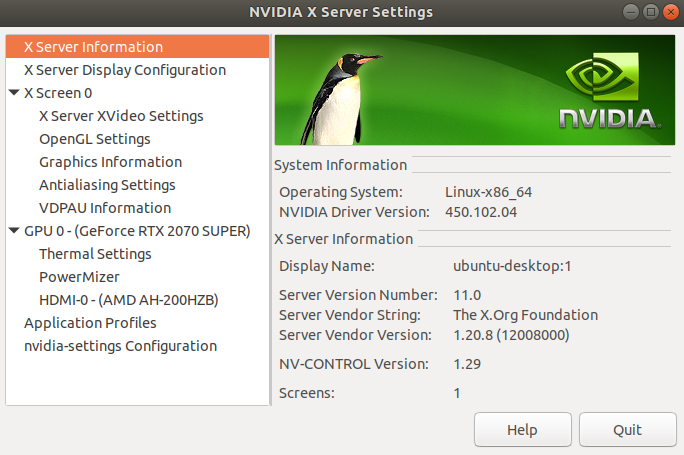 NVIDIA X Server Settings
X Server Information
X Server Display Configuration
X Screen 0
X Server XVideo Settings
OpenGL Settings
Graphics Information
Antialiasing Settings
VDPAU Information
GPU 0 - (GeForce RTX 2070 SUPER)
Thermal Settings
PowerMizer
HDMI-0 - (AMD AH-200HZB)
Application Profiles
nvidia-settings Configuration
NVIDIA.
System Information
Operating System: Linux-x86_64
NVIDIA Driver Version: 450.102.04
X Server Information
Display Name: ubuntu-desktop:1
Server Version Number: 11.0
Server Vendor String: The X.Org Foundation
Server Vendor Version: 1.20.8 (12008000)
NV-CONTROL Version: 1.29
Screens: 1
Help Quit